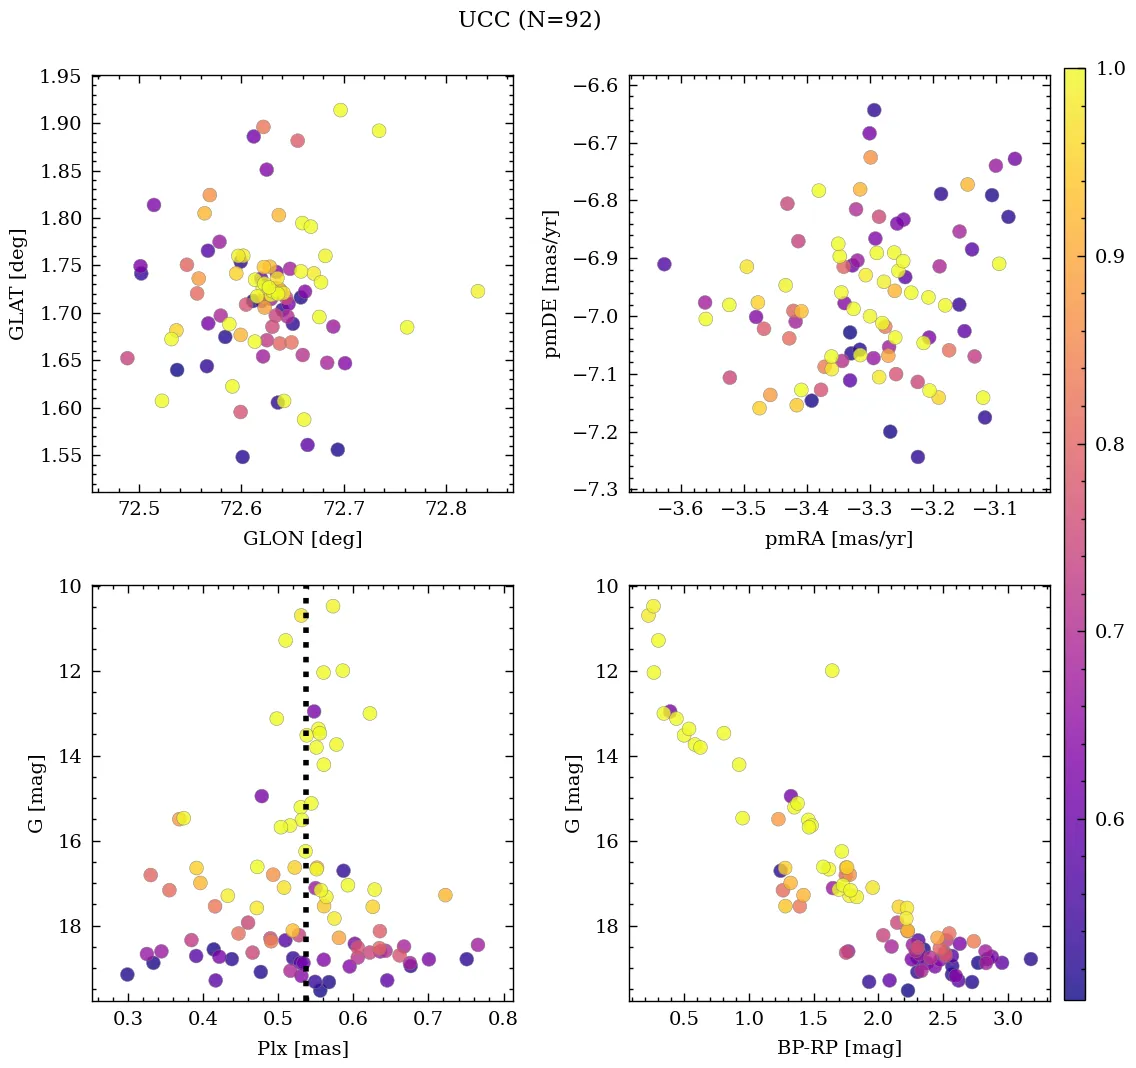 UCC (N=92)
1.95
1.90
1.85
1.80
1.75
1.70
1.65
1.60
1.55
GLAT [deg]
72.5 72.6 72.7 72.8
GLON [deg]
−6.6
−6.7
−6.8
−6.9
−7.0
−7.1
−7.2
−7.3
pmDE [mas/yr]
−3.6 −3.5 −3.4 −3.3 −3.2 −3.1
pmRA [mas/yr]
10
12
14
16
18
G [mag]
0.3 0.4 0.5 0.6 0.7 0.8
Plx [mas]
10
12
14
16
18
G [mag]
0.5 1.0 1.5 2.0 2.5 3.0
BP-RP [mag]
1.0
0.9
0.8
0.7
0.6